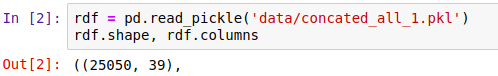 In [2]: rdf = pd.read_pickle('data/concated_all_1.pkl')
rdf.shape, rdf.columns
Out[2]: ((25050, 39),